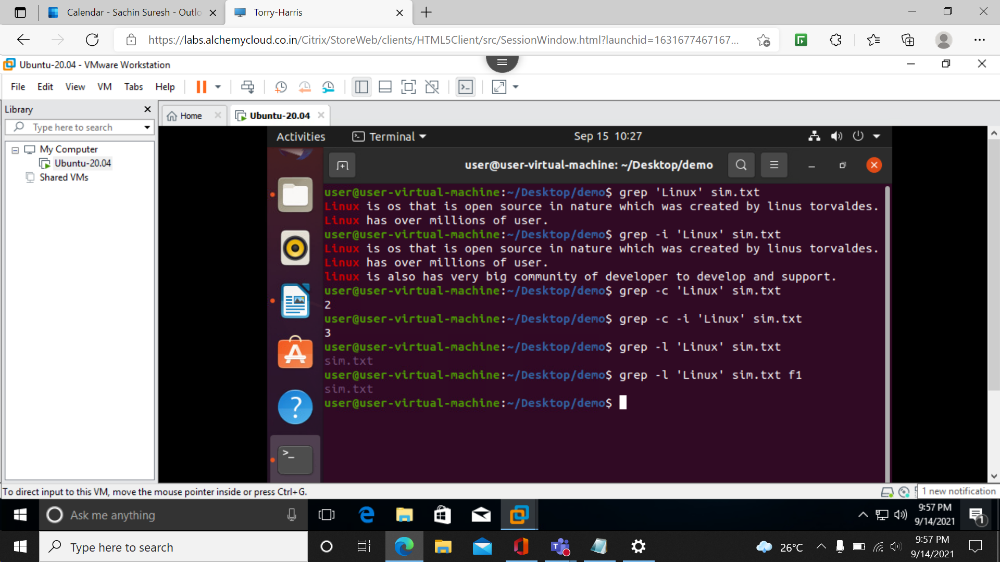 Calendar - Sachin Suresh - Outlo
Torry-Harris
https://labs.alchemycloud.co.in/Citrix/StoreWeb/clients/HTML5Client/src/SessionWindow.html?launchid=1631677467167...
Ubuntu-20.04 - VMware Workstation
File Edit View VM Tabs Help
Library
Home
Ubuntu-20.04
Type here to search
My Computer
Ubuntu-20.04
Shared VMs
Activities
Terminal
Sep 15 10:27
user@user-virtual-machine: ~/Desktop/demo
user@user-virtual-machine:~/Desktop/demo$ grep 'Linux' sim.txt
Linux is os that is open source in nature which was created by linus torvaldes.
Linux has over millions of user.
user@user-virtual-machine:~/Desktop/demo$ grep -i 'Linux' sim.txt
Linux is os that is open source in nature which was created by linus torvaldes.
Linux has over millions of user.
linux is also has very big community of developer to develop and support.
user@user-virtual-machine:~/Desktop/demo$ grep -c 'Linux' sim.txt
2
user@user-virtual-machine:~/Desktop/demo$ grep -c -i 'Linux' sim.txt
3
user@user-virtual-machine:~/Desktop/demo$ grep -l 'Linux' sim.txt
sim.txt
user@user-virtual-machine:~/Desktop/demo$ grep -l 'Linux' sim.txt f1
sim.txt
user@user-virtual-machine:~/Desktop/demo$
To direct input to this VM, move the mouse pointer inside or press Ctrl+G.
1 new notification
Ask me anything
9:57 PM
9/14/2021
1
Type here to search
26°C
9:57 PM
9/14/2021